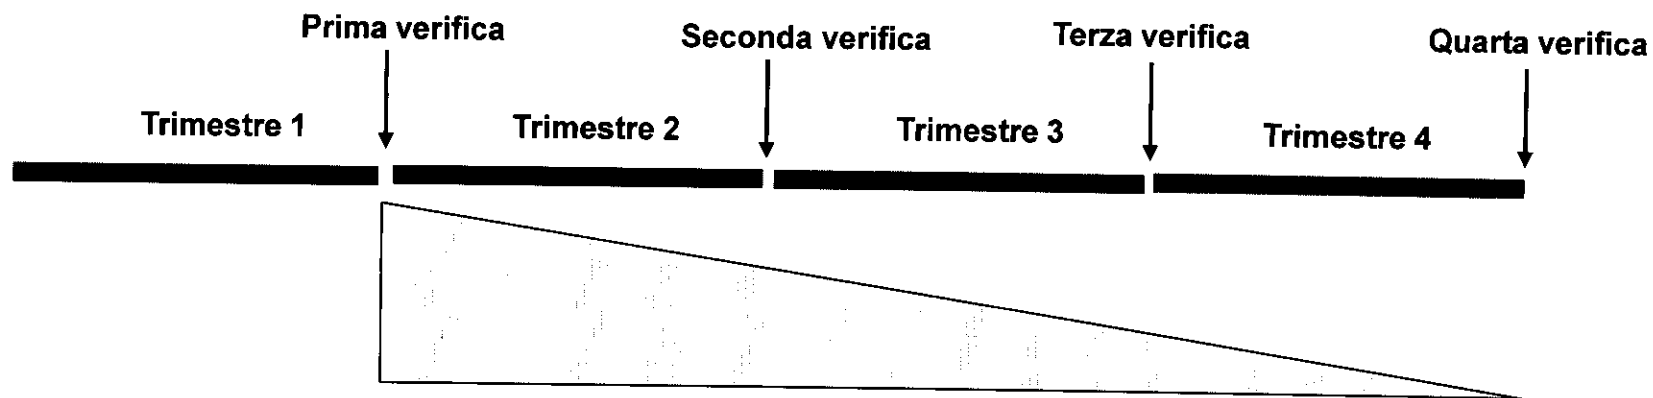 Prima verifica
Seconda verifica
Terza verifica
Quarta verifica
Trimestre 1
Trimestre 2
Trimestre 3
Trimestre 4